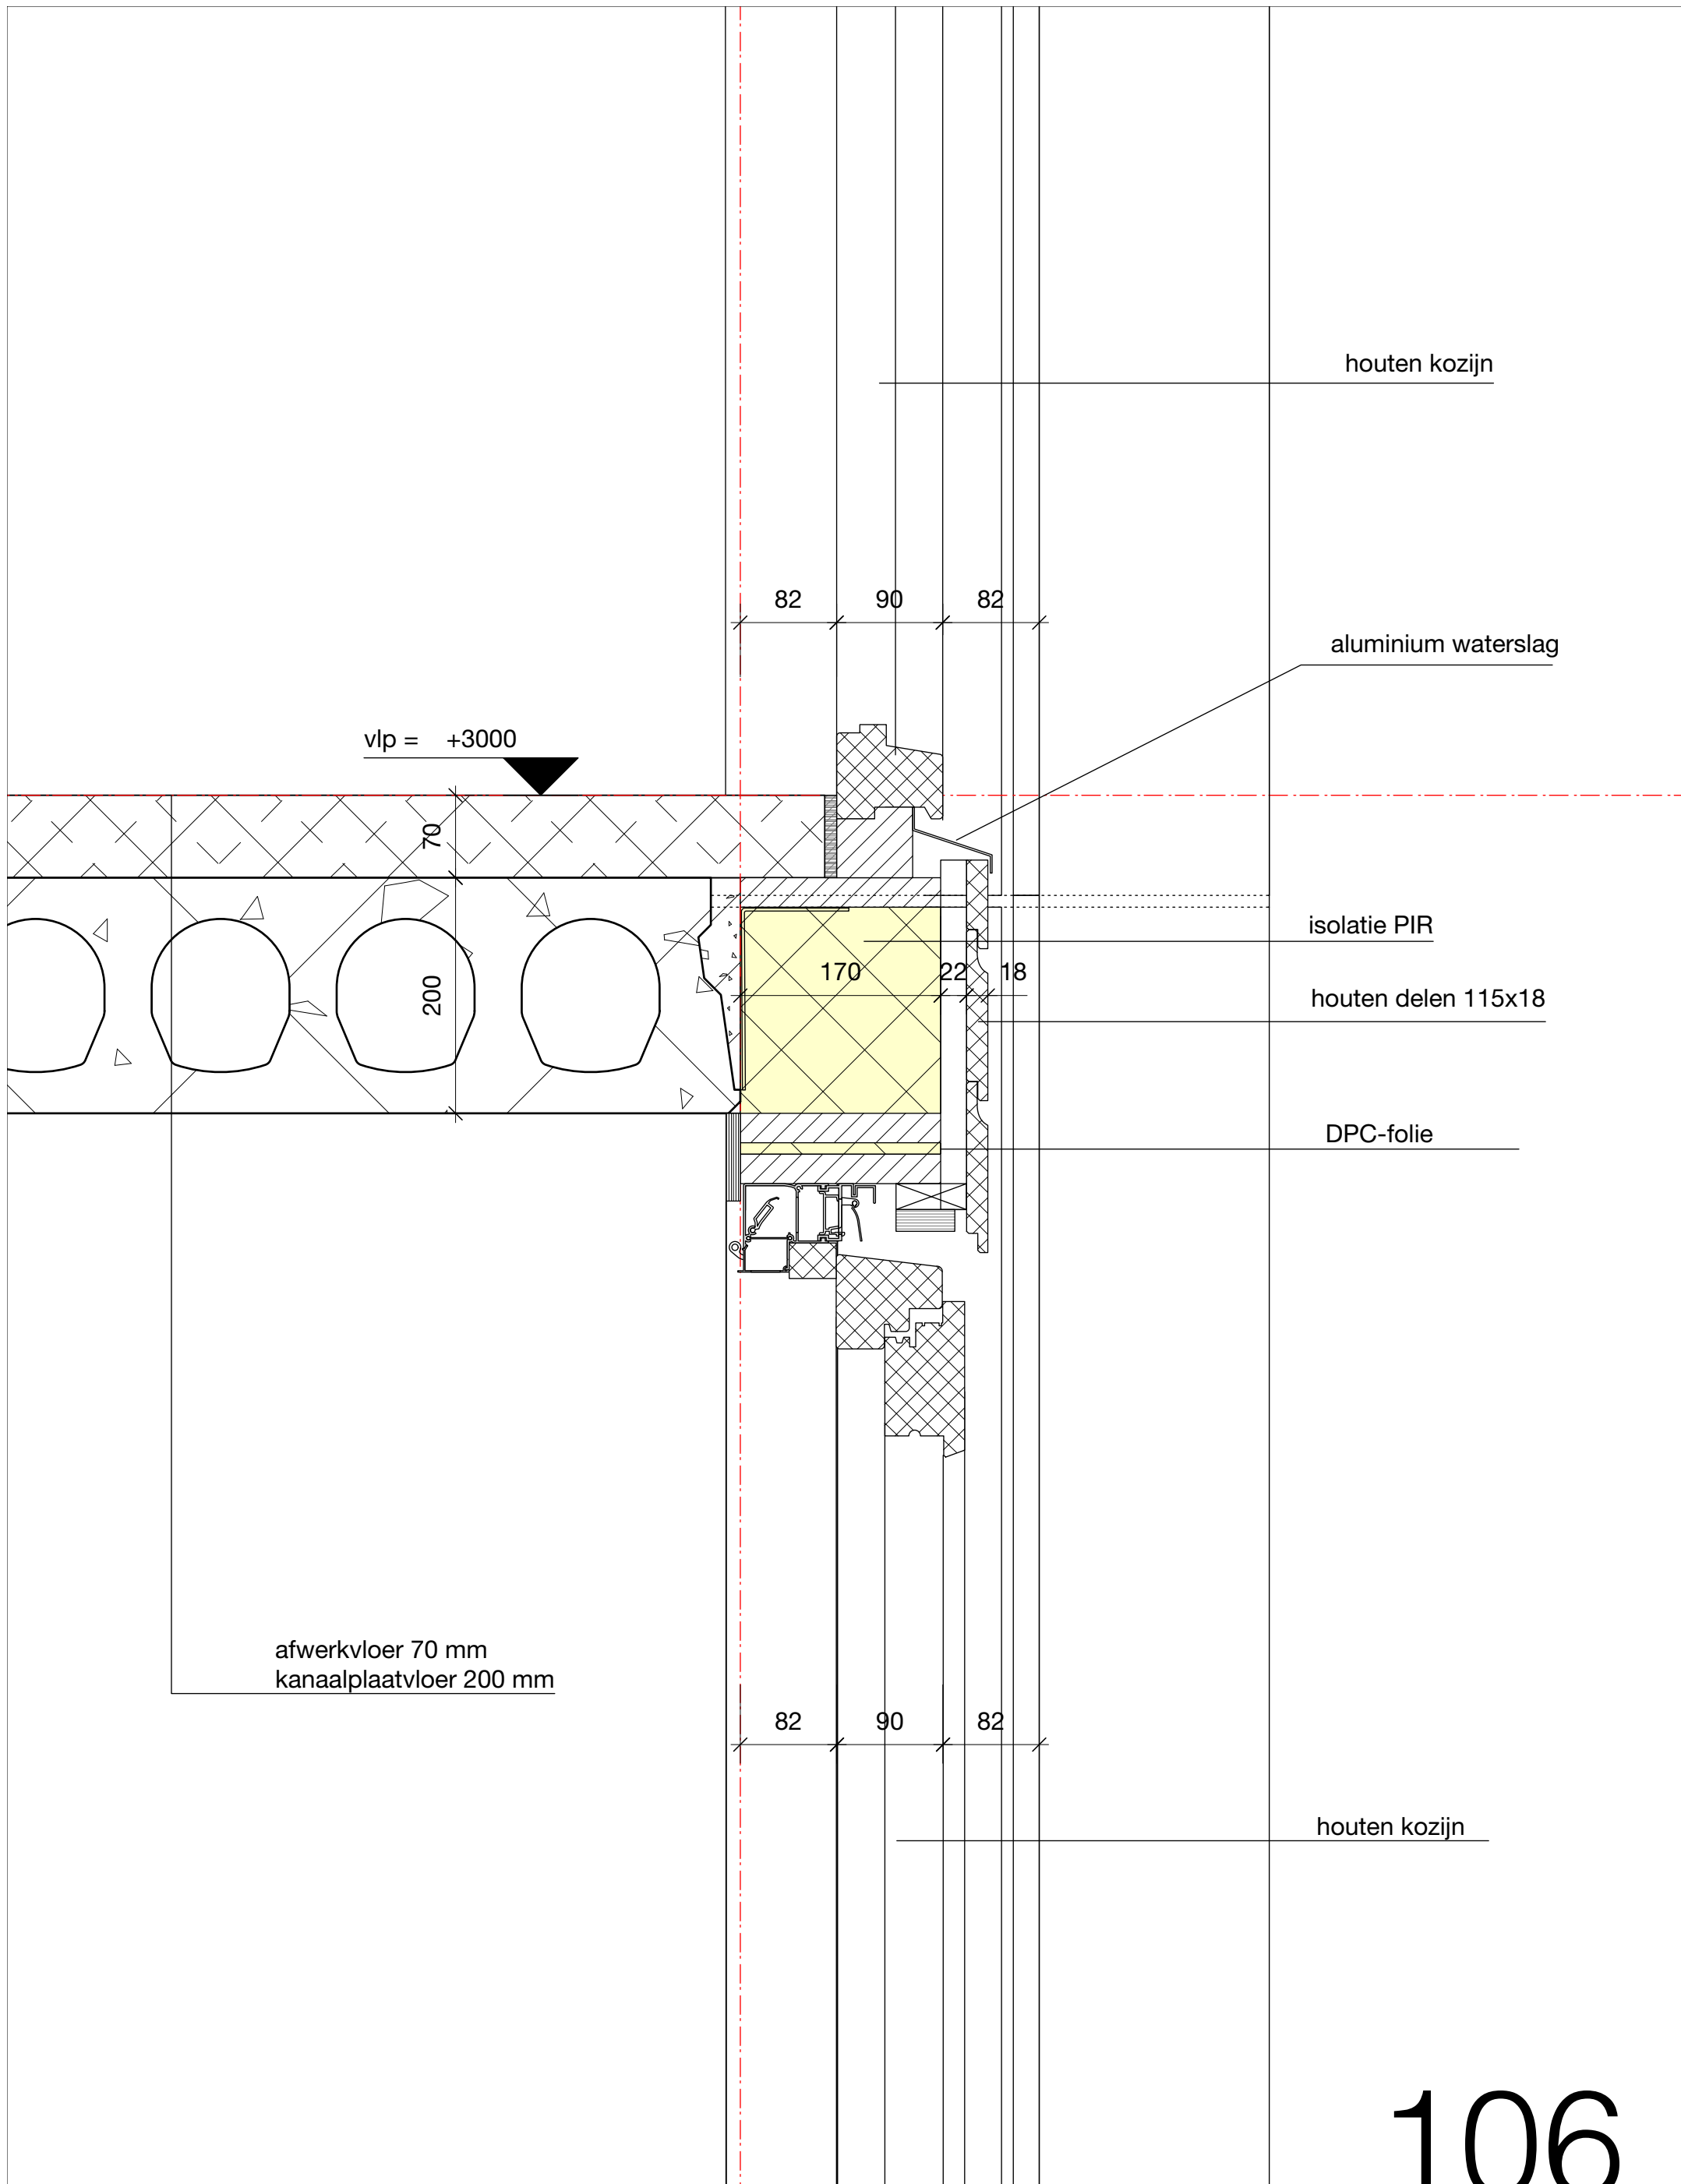 houten kozijn
82 90 82
aluminium waterslag
vlp = +3000
70
isolatie PIR
170 22 18
200
houten delen 115x18
DPC-folie
afwerkvloer 70 mm
kanaalplaatvloer 200 mm
82 90 82
houten kozijn
106